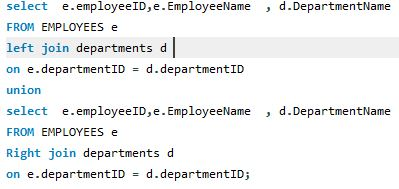 select  e.employeeID,e.EmployeeName  , d.DepartmentName
FROM EMPLOYEES e
left join departments d
on e.departmentID = d.departmentID
union
select  e.employeeID,e.EmployeeName  , d.DepartmentName
FROM EMPLOYEES e
Right join departments d
on e.departmentID = d.departmentID;